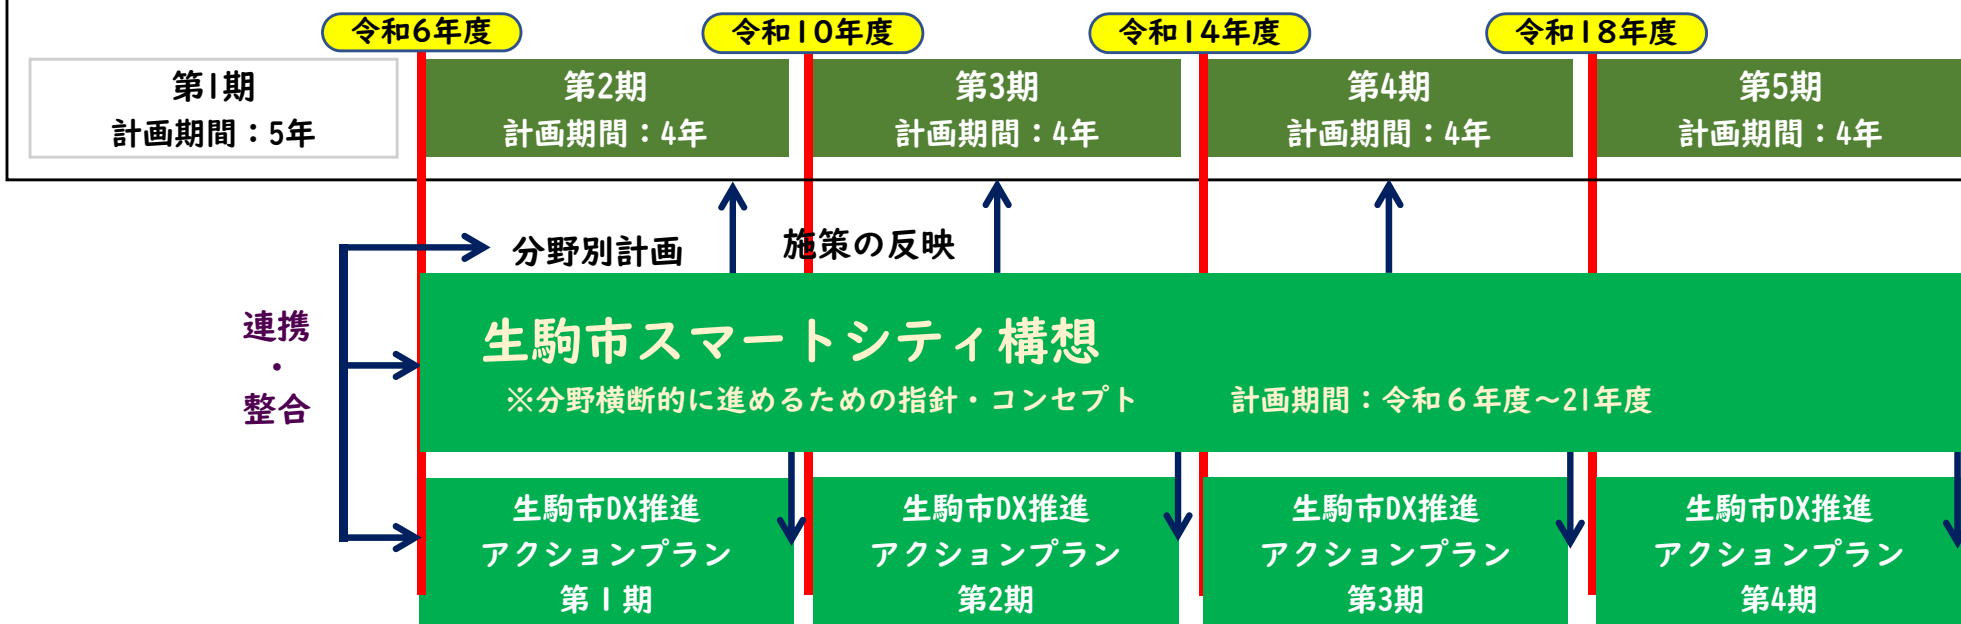 令和6年度
令和10年度
令和14年度
令和18年度
第1期
計画期間：5年
第2期
計画期間：4年
第3期
計画期間：4年
第4期
計画期間：4年
第5期
計画期間：4年
分野別計画
施策の反映
連携
・
整合
生駒市スマートシティ構想
※分野横断的に進めるための指針・コンセプト
計画期間：令和６年度～21年度
生駒市DX推進
アクションプラン
第１期
生駒市DX推進
アクションプラン
第2期
生駒市DX推進
アクションプラン
第3期
生駒市DX推進
アクションプラン
第4期